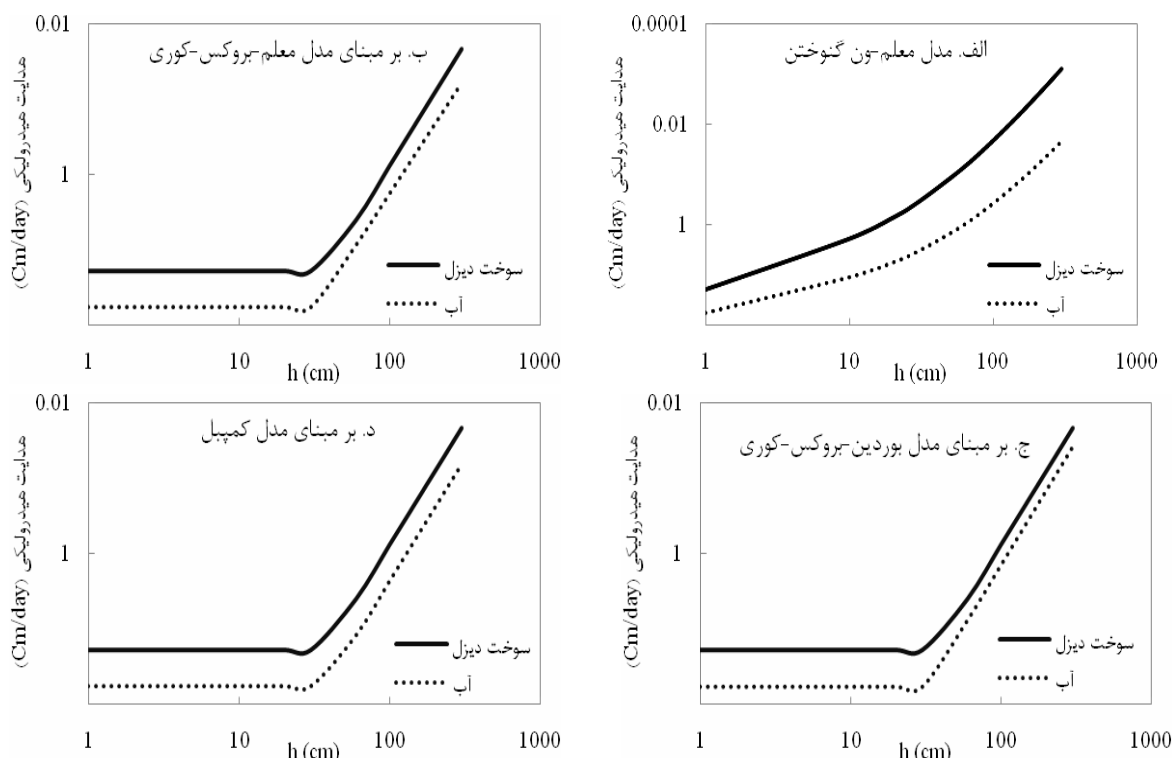 الف. مدل معلم-ون گنوختن
هدایت هیدرولیکی (Cm/day)
0.0001
0.01
1
سوخت دیزل
آب
1
10
100
1000
h (cm)
ب. بر مبنای مدل معلم-بروکس-کوری
هدایت هیدرولیکی (Cm/day)
0.01
1
سوخت دیزل
آب
1
10
100
1000
h (cm)
ج. بر مبنای مدل بوردین-بروکس-کوری
هدایت هیدرولیکی (Cm/day)
0.01
1
سوخت دیزل
آب
1
10
100
1000
h (cm)
د. بر مبنای مدل کمپبل
هدایت هیدرولیکی (Cm/day)
0.01
1
سوخت دیزل
آب
1
10
100
1000
h (cm)